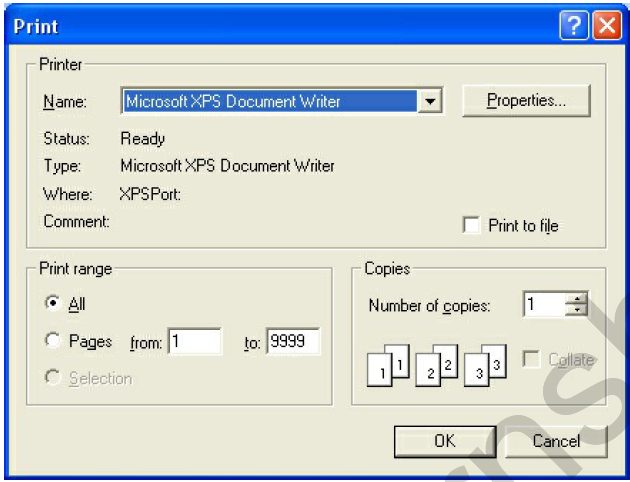 Print
Printer
Name: Microsoft XPS Document Writer Properties...
Status: Ready
Type: Microsoft XPS Document Writer
Where: XPSPort:
Comment:
Print to file
Print range
All
Pages from: 1 to: 9999
Selection
Copies
Number of copies: 1
1 1 2 2 3 3 Collate
OK Cancel